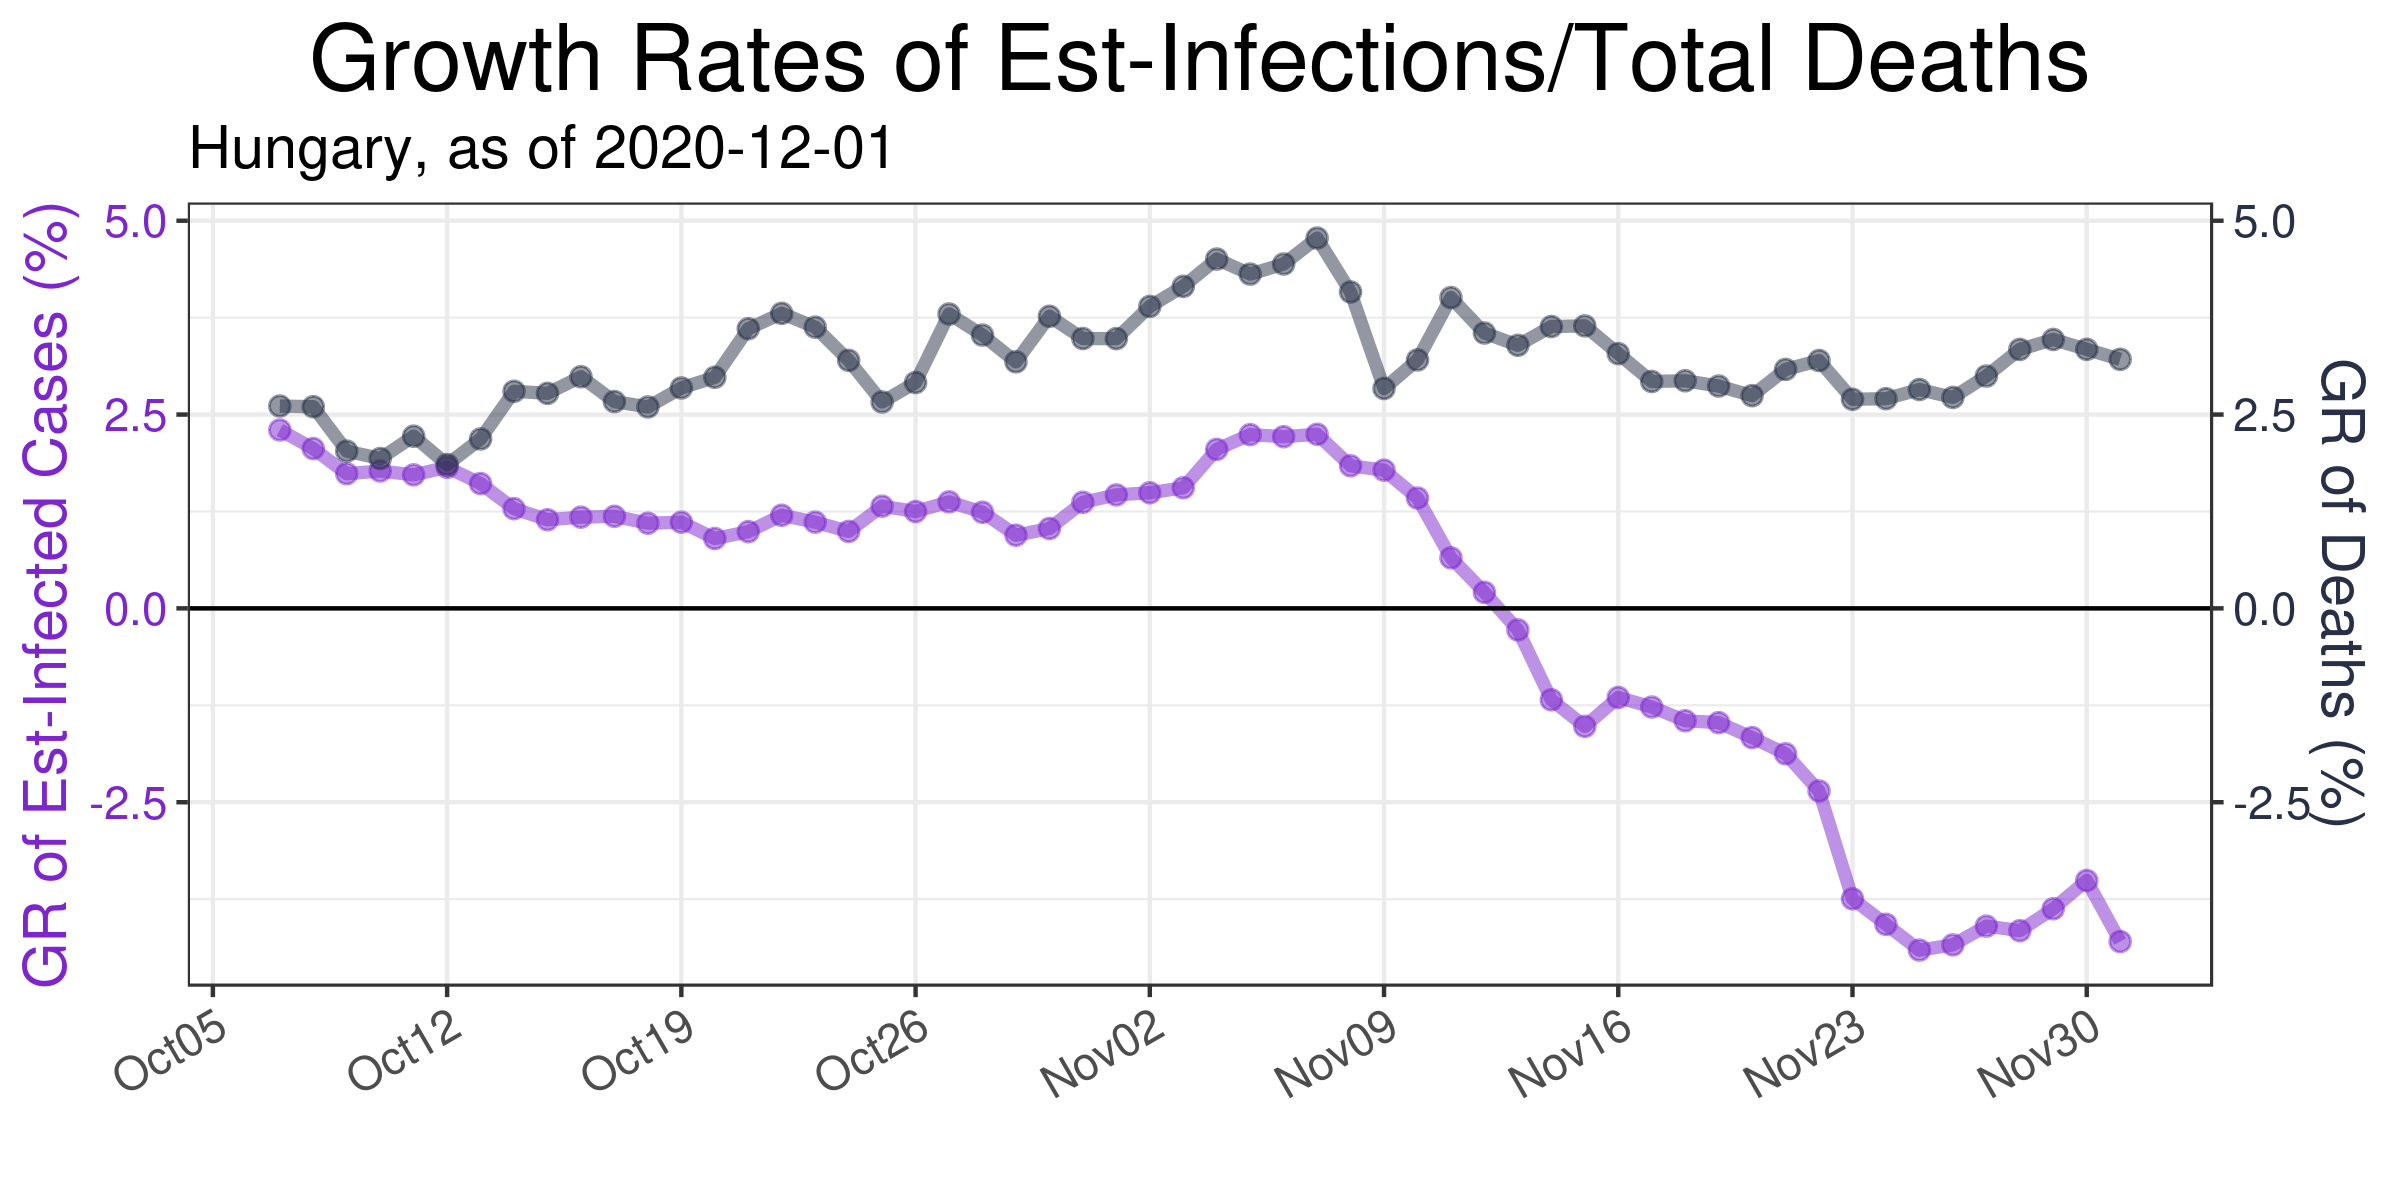 Growth Rates of Est-Infections/Total Deaths
Hungary, as of 2020-12-01
GR of Est-Infected Cases (%)
5.0
2.5
0.0
-2.5
5.0
2.5
0.0
-2.5
GR of Deaths (%)
Oct05
Oct12
Oct19
Oct26
Nov02
Nov09
Nov16
Nov23
Nov30